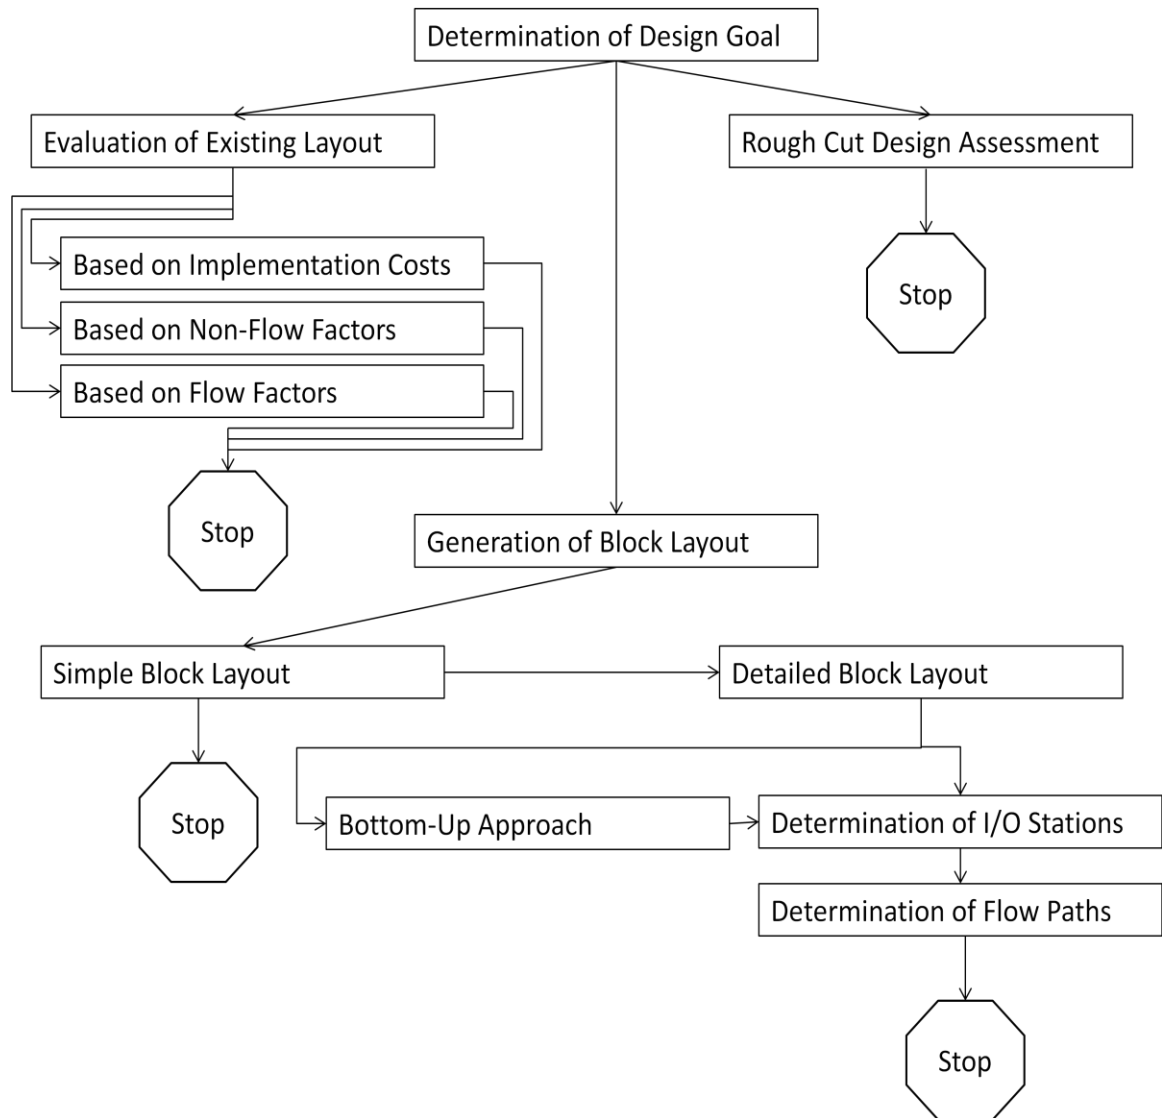 Determination of Design Goal
Evaluation of Existing Layout
Rough Cut Design Assessment
Based on Implementation Costs
Stop
Based on Non-Flow Factors
Based on Flow Factors
Stop
Generation of Block Layout
Simple Block Layout
Detailed Block Layout
Stop
Bottom-Up Approach
Determination of I/O Stations
Determination of Flow Paths
Stop